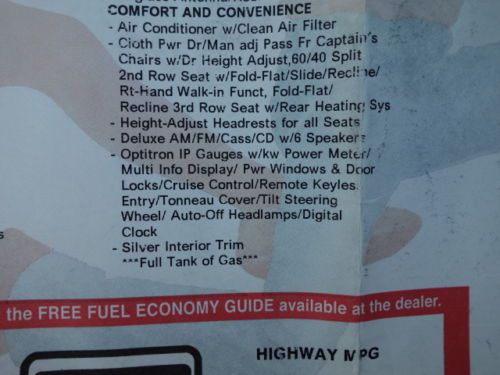 COMFORT AND CONVENIENCE
- Air Conditioner w/Clean Air Filter
- Cloth Pwr Dr/Man adj Pass Fr Captain's
Chairs w/Dr Height Adjust,60/40 Split
2nd Row Seat w/Fold-Flat/Slide/Recline/
Rt-Hand Walk-in Funct, Fold-Flat/
Recline 3rd Row Seat w/Rear Heating Sys
- Height-Adjust Headrests for all Seats
- Deluxe AM/FM/Cass/CD w/6 Speakers
- Optitron IP Gauges w/kw Power Meter/
Multi Info Display/ Pwr Windows & Door
Locks/Cruise Control/Remote Keyles
Entry/Tonneau Cover/Tilt Steering
Wheel/ Auto-Off Headlamps/Digital
Clock
- Silver Interior Trim
***Full Tank of Gas***
s
the FREE FUEL ECONOMY GUIDE available at the dealer.
HIGHWAY MPG